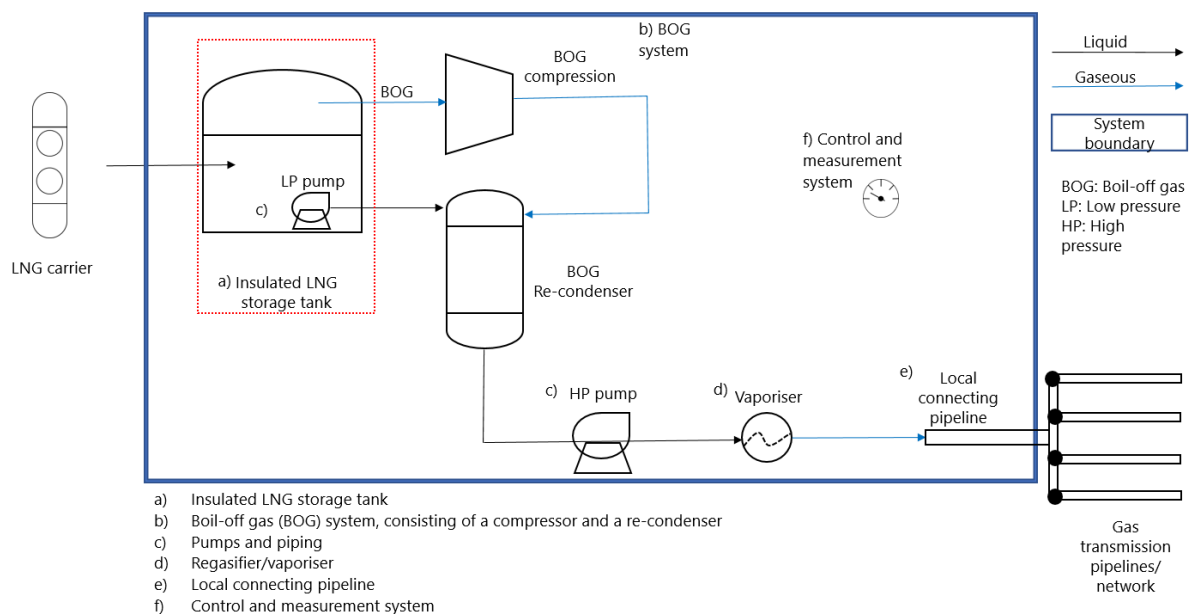 b) BOG
system
BOG
compression
BOG
LP pump
c)
a) Insulated LNG
storage tank
LNG carrier
BOG
Re-condenser
f) Control and
measurement
system
c) HP pump
d) Vaporiser
e) Local
connecting
pipeline
Liquid
Gaseous
System
boundary
BOG: Boil-off gas
LP: Low pressure
HP: High
pressure
Gas
transmission
pipelines/
network
a) Insulated LNG storage tank
b) Boil-off gas (BOG) system, consisting of a compressor and a re-condenser
c) Pumps and piping
d) Regasifier/vaporiser
e) Local connecting pipeline
f) Control and measurement system